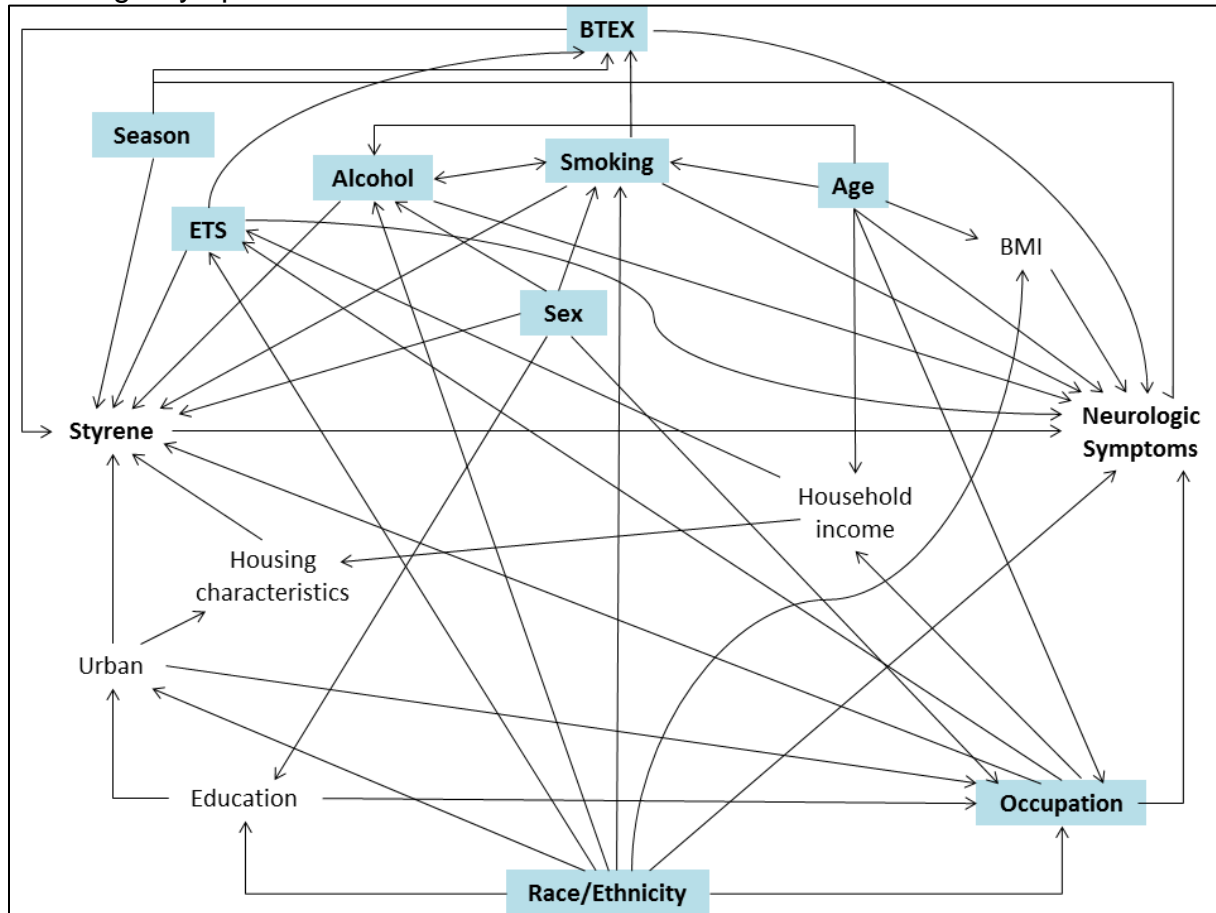 BTEX
Season
Alcohol
Smoking
Age
ETS
BMI
Sex
Styrene
Neurologic
Symptoms
Household
income
Housing
characteristics
Urban
Education
Occupation
Race/Ethnicity